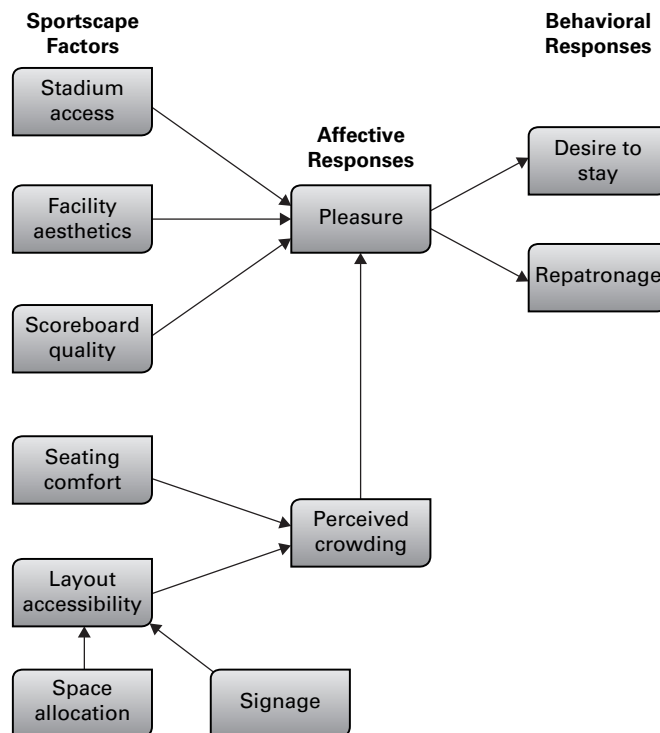 Sportscape
Factors
Behavioral
Responses
Stadium
access
Affective
Responses
Desire to
stay
Facility
aesthetics
Pleasure
Repatronage
Scoreboard
quality
Seating
comfort
Perceived
crowding
Layout
accessibility
Space
allocation
Signage